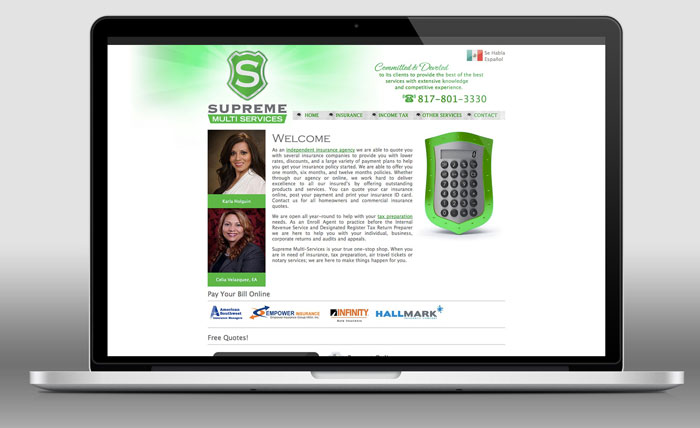 Se Habla
Español
Committed & Devoted
to its clients to provide the best of the best
services with extensive knowledge
and competitive experience.
817-801-3330
S
SUPREME
MULTI SERVICES
HOME INSURANCE INCOME TAX OTHER SERVICES CONTACT
WELCOME
As an independent insurance agency we are able to quote you
with several insurance companies to provide you with lower
rates, discounts, and a large variety of payment plans to help
you get your insurance policy started. We are able to offer you
one month, six months, and twelve months policies. Whether
through our agency or online, we work hard to deliver
excellence to all our insured's by offering outstanding
products and services. You can quote your car insurance
online, post your payment and print your insurance ID card.
Contact us for all homeowners and commercial insurance
quotes.
Karla Holguin
We are open all year-round to help with your tax preparation
needs. As an Enroll Agent to practice before the Internal
Revenue Service and Designated Register Tax Return Preparer
we are here to help you with your individual, business,
corporate returns and audits and appeals.
Supreme Multi-Services is your true one-stop shop. When you
are in need of insurance, tax preparation, air travel tickets or
notary services; we are here to make things happen for you.
Celia Velazquez, EA
Pay Your Bill Online
American
Southwest
Insurance Managers
EMPOWER INSURANCE
INFINITY
HALLMARK
Free Quotes!